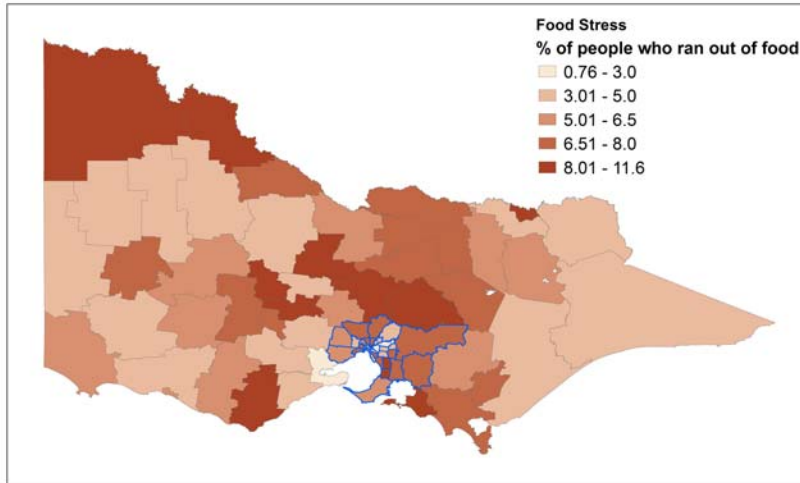 Food Stress
% of people who ran out of food
0.76 - 3.0
3.01 - 5.0
5.01 - 6.5
6.51 - 8.0
8.01 - 11.6